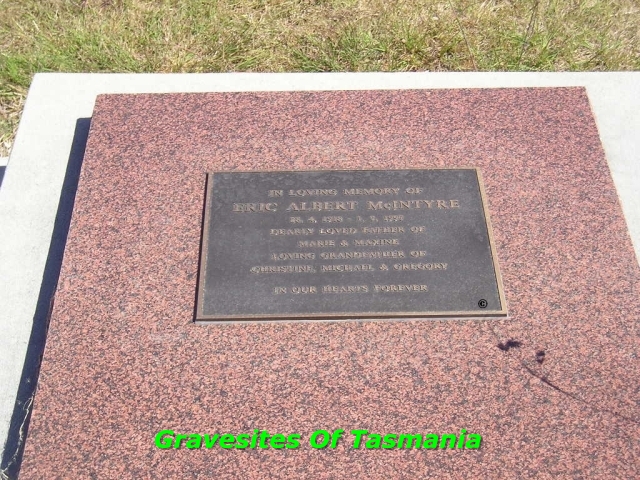 IN LOVING MEMORY OF
ERIC ALBERT McINTYRE
DEARLY LOVED FATHER OF
MARIE & MAXINE
LOVING GRANDFATHER OF
CHRISTINE, MICHAEL & GREGORY
IN OUR HEARTS FOREVER
©
Gravesites Of Tasmania